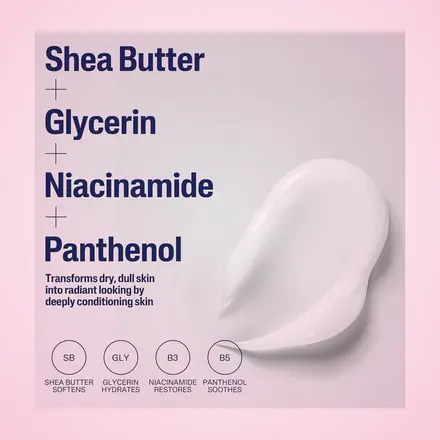 Shea Butter
+
Glycerin
+
Niacinamide
+
Panthenol
Transforms dry, dull skin
into radiant looking by
deeply conditioning skin
SB GLY B3 B5
SHEA BUTTER GLYCERIN NIACINAMIDE PANTHENOL
SOFTENS HYDRATES RESTORES SOOTHES